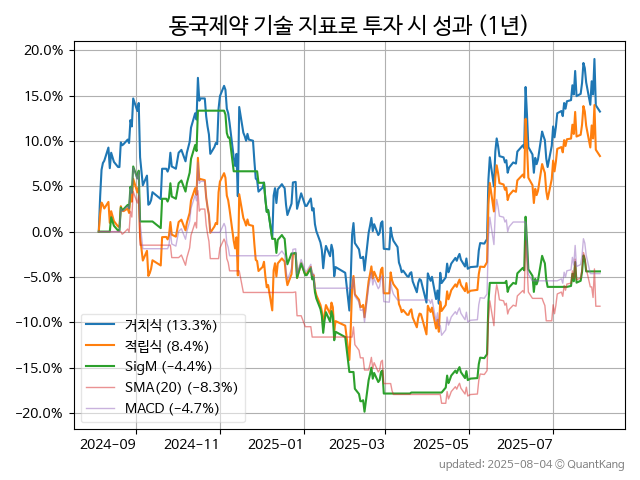 동국제약 기술 지표로 투자 시 성과 (1년)
20.0%
15.0%
10.0%
5.0%
0.0%
−5.0%
−10.0%
−15.0%
−20.0%
거치식 (13.3%)
적립식 (8.4%)
SigM (−4.4%)
SMA(20) (−8.3%)
MACD (−4.7%)
2024-09 2024-11 2025-01 2025-03 2025-05 2025-07
updated: 2025-08-04 © QuantKang